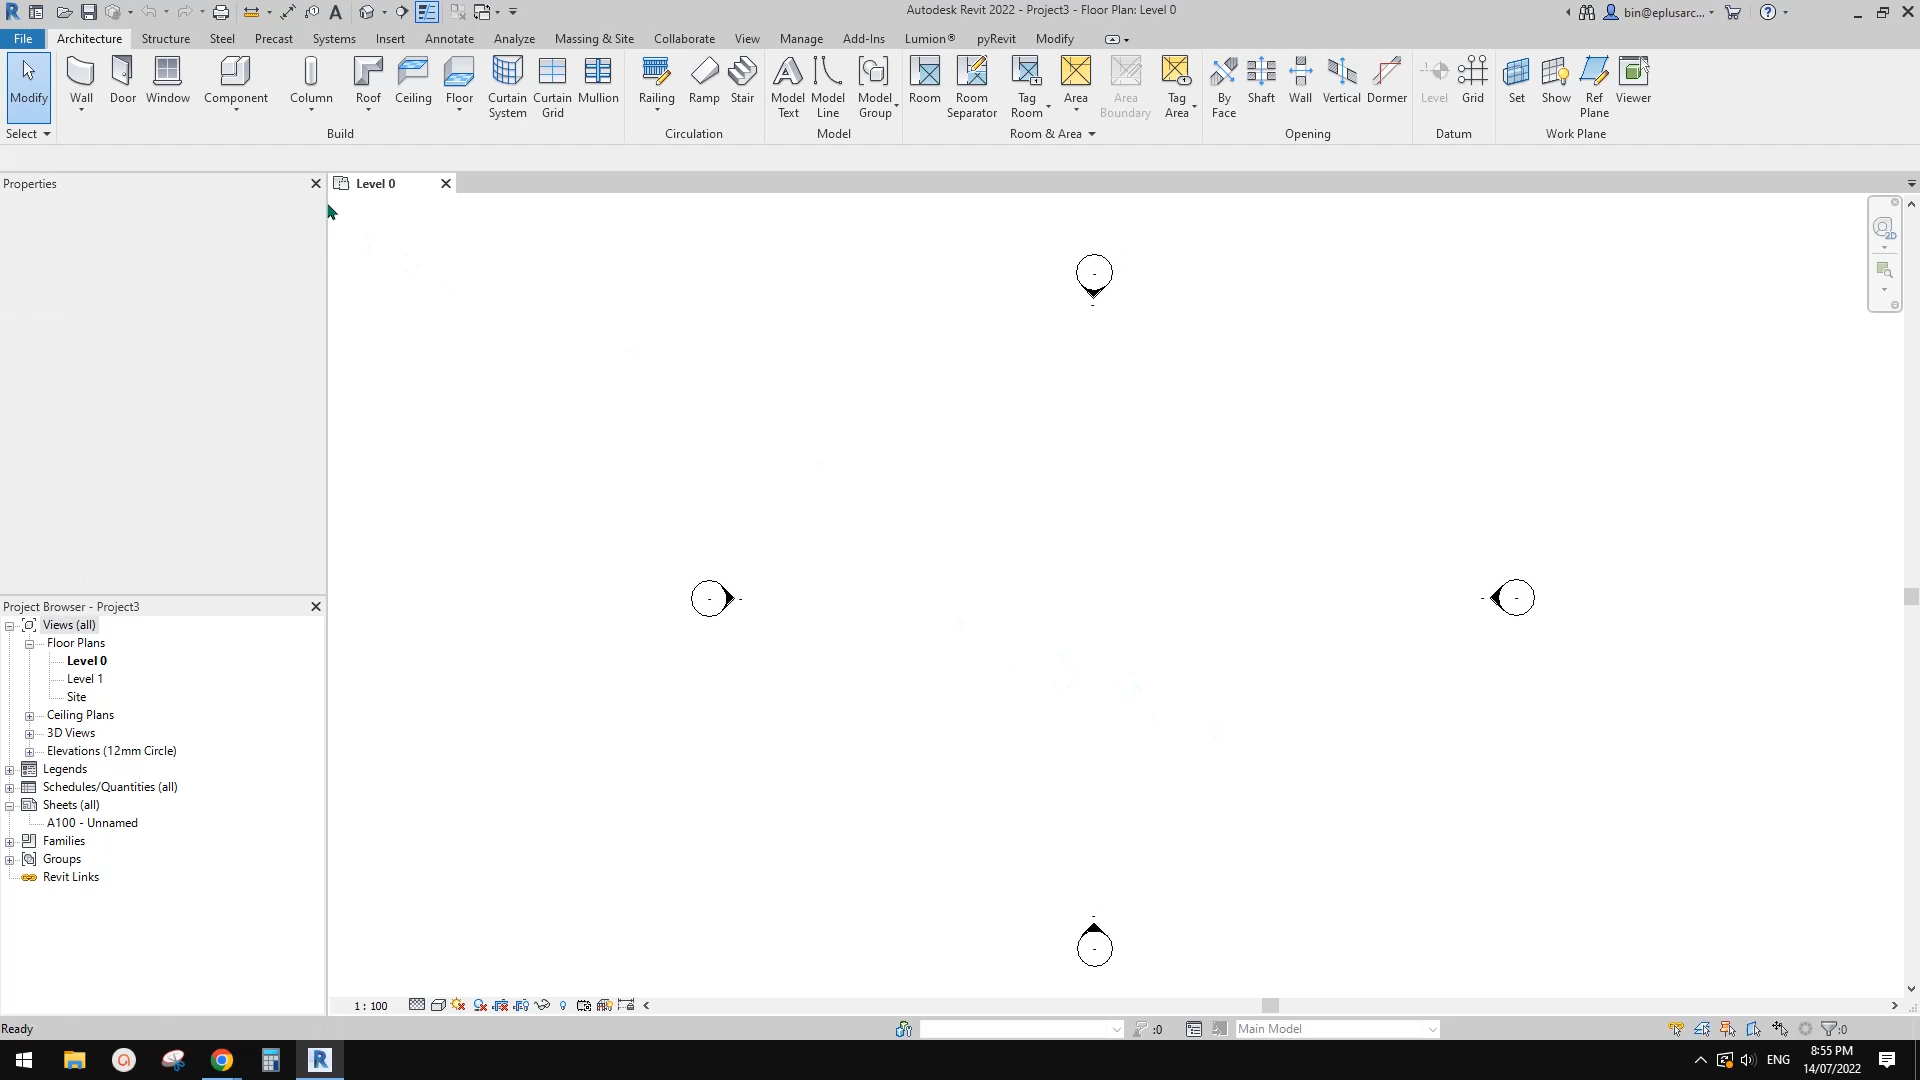 Autodesk Revit 2022 - Project3 - Floor Plan: Level 0
bin@eplusarc...
File Architecture Structure Steel Precast Systems Insert Annotate Analyze Massing & Site Collaborate View Manage Add-Ins Lumion® pyRevit Modify
Modify Wall Door Window Component Column Roof Ceiling Floor Curtain System Curtain Grid Mullion Railing Ramp Stair Model Text Model Line Model Group Room Room Separator Tag Room Area Area Boundary Tag Area By Face Shaft Wall Vertical Dormer Level Grid Set Show Ref Plane Viewer
Select Build Circulation Model Room & Area Opening Datum Work Plane
Properties
Level 0
2D
Project Browser - Project3
Views (all)
Floor Plans
Level 0
Level 1
Site
Ceiling Plans
3D Views
Elevations (12mm Circle)
Legends
Schedules/Quantities (all)
Sheets (all)
A100 - Unnamed
Families
Groups
Revit Links
1 : 100
Ready
:0
Main Model
:0
ENG
8:55 PM
14/07/2022